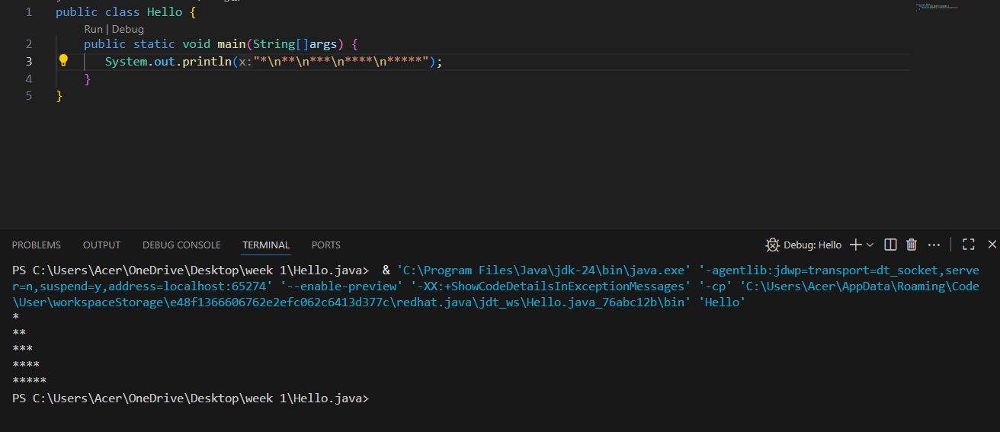 1 public class Hello {
Run | Debug
2 public static void main(String[]args) {
3 System.out.println(x:"*\n**\n***\n****\n*****");
4 }
5 }
PROBLEMS OUTPUT DEBUG CONSOLE TERMINAL PORTS Debug: Hello
PS C:\Users\Acer\OneDrive\Desktop\week 1\Hello.java>  & 'C:\Program Files\Java\jdk-24\bin\java.exe' '-agentlib:jdwp=transport=dt_socket,serve
r=n,suspend=y,address=localhost:65274' '--enable-preview' '-XX:+ShowCodeDetailsInExceptionMessages' '-cp' 'C:\Users\Acer\AppData\Roaming\Code
\User\workspaceStorage\e48f1366606762e2efc062c6413d377c\redhat.java\jdt_ws\Hello.java_76abc12b\bin' 'Hello'
*
**
***
****
*****
PS C:\Users\Acer\OneDrive\Desktop\week 1\Hello.java>